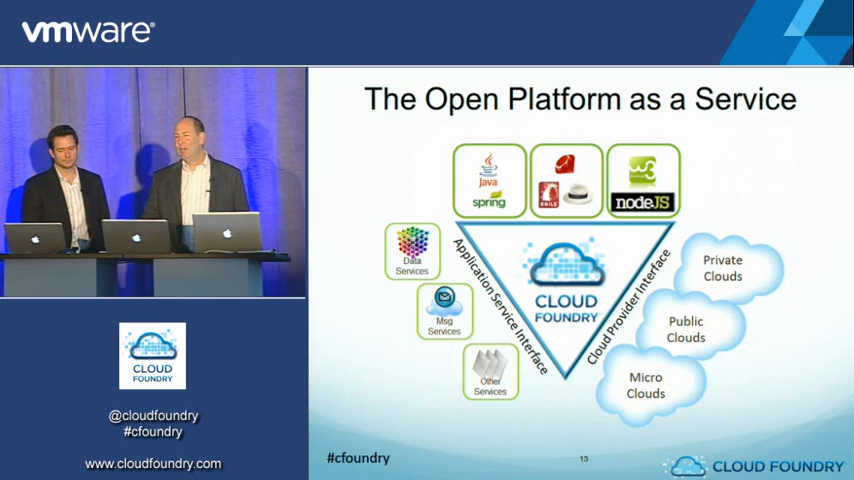 vmware®
The Open Platform as a Service
Java
spring
RAILS
w3
nodeJS
Data
Services
Msg
Services
Other
Services
Application Service Interface
CLOUD
FOUNDRY
Cloud Provider Interface
Private
Clouds
Public
Clouds
Micro
Clouds
CLOUD
FOUNDRY
@cloudfoundry
#cfoundry
www.cloudfoundry.com
#cfoundry
13
CLOUD FOUNDRY